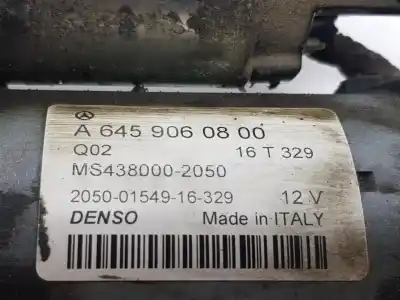 A 645 906 08 00
Q02 16 T 329
MS438000-2050
2050-01549-16-329 12 V
DENSO Made in ITALY